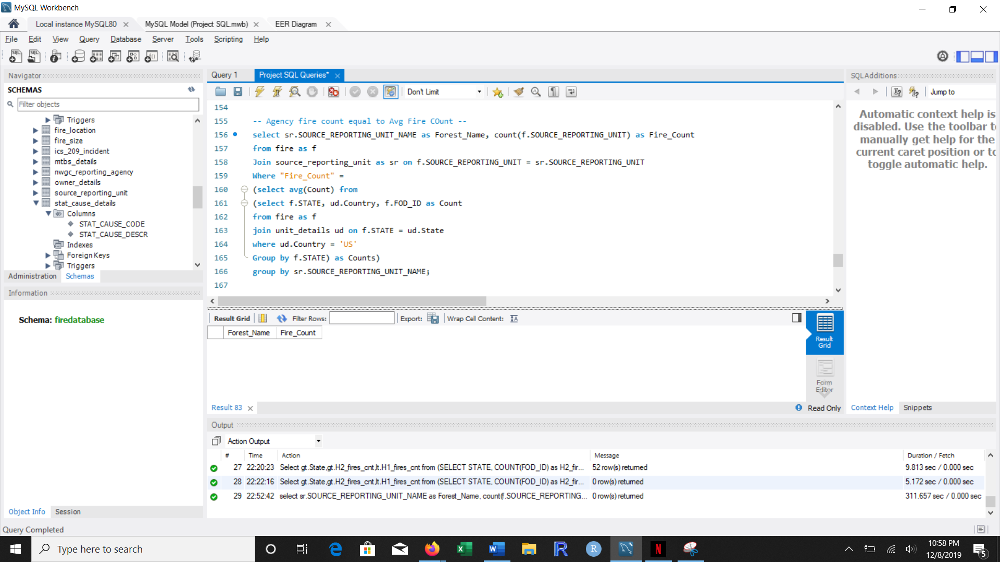 MySQL Workbench
Local instance MySQL80
MySQL Model (Project SQL.mwb)
EER Diagram
File Edit View Query Database Server Tools Scripting Help
Navigator
SCHEMAS
Filter objects
Triggers
fire_location
fire_size
ics_209_incident
mtbs_details
nwgc_reporting_agency
owner_details
source_reporting_unit
stat_cause_details
Columns
STAT_CAUSE_CODE
STAT_CAUSE_DESCR
Indexes
Foreign Keys
Triggers
Administration Schemas
Information
Schema: firedatabase
Object Info Session
Query 1
Project SQL Queries*
Don't Limit
154
155 -- Agency fire count equal to Avg Fire COunt --
156 select sr.SOURCE_REPORTING_UNIT_NAME as Forest_Name, count(f.SOURCE_REPORTING_UNIT) as Fire_Count
157 from fire as f
158 Join source_reporting_unit as sr on f.SOURCE_REPORTING_UNIT = sr.SOURCE_REPORTING_UNIT
159 Where "Fire_Count" =
160 (select avg(Count) from
161 (select f.STATE, ud.Country, f.FOD_ID as Count
162 from fire as f
163 join unit_details ud on f.STATE = ud.State
164 where ud.Country = 'US'
165 Group by f.STATE) as Counts)
166 group by sr.SOURCE_REPORTING_UNIT_NAME;
167
Result Grid Filter Rows: Export: Wrap Cell Content:
Forest_Name Fire_Count
Result Grid
Form Editor
Result 83
Read Only
SQLAdditions
Jump to
Automatic context help is
disabled. Use the toolbar t
manually get help for the
current caret position or to
toggle automatic help.
Context Help Snippets
Output
Action Output
# Time Action Message Duration / Fetch
27 22:20:23 Select gt.State,gt.H2_fires_cnt,lt.H1_fires_cnt from (SELECT STATE, COUNT(FOD_ID) as H2_fir... 52 row(s) returned 9.813 sec / 0.000 sec
28 22:22:16 Select gt.State,gt.H2_fires_cnt,lt.H1_fires_cnt from (SELECT STATE, COUNT(FOD_ID) as H2_fir... 0 row(s) returned 5.172 sec / 0.000 sec
29 22:52:42 select sr.SOURCE_REPORTING_UNIT_NAME as Forest_Name, count(f.SOURCE_REPORTING... 0 row(s) returned 311.657 sec / 0.000 sec
Query Completed
Type here to search
10:58 PM
12/8/2019
5